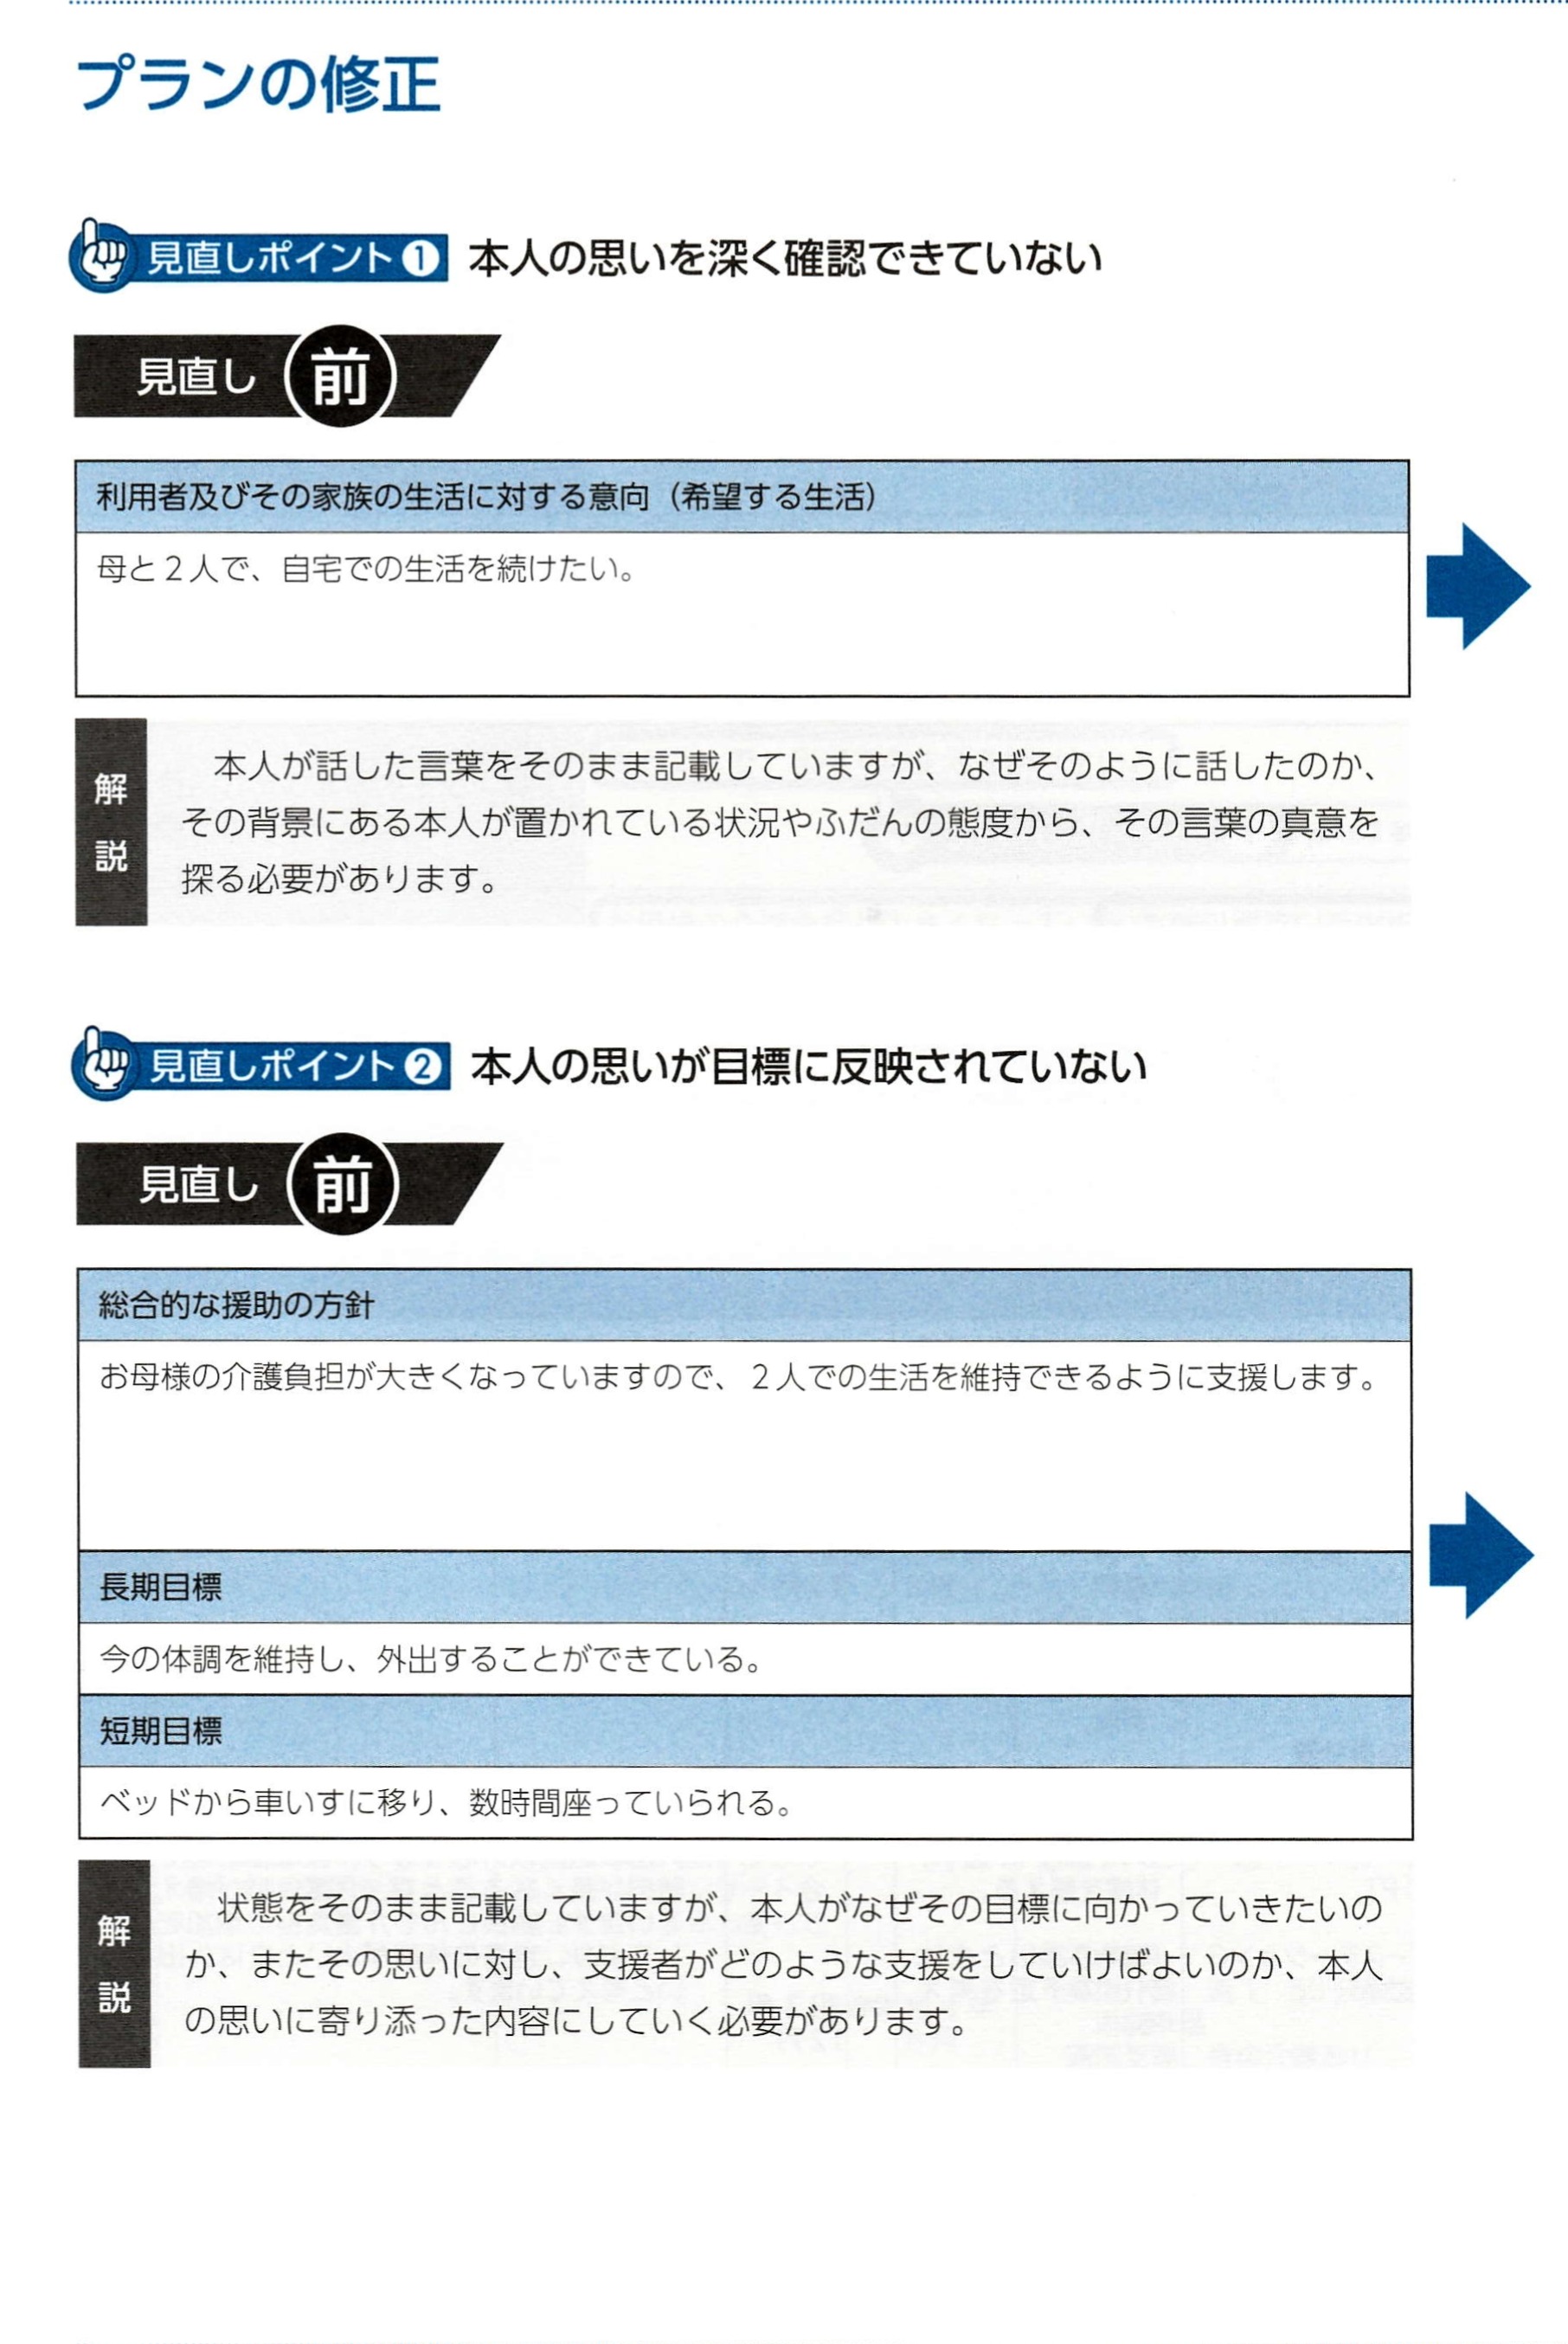 プランの修正
見直しポイント❶ 本人の思いを深く確認できていない
見直し 前
利用者及びその家族の生活に対する意向（希望する生活）
母と２人で、自宅での生活を続けたい。
解説
本人が話した言葉をそのまま記載していますが、なぜそのように話したのか、
その背景にある本人が置かれている状況やふだんの態度から、その言葉の真意を
探る必要があります。
見直しポイント❷ 本人の思いが目標に反映されていない
見直し 前
総合的な援助の方針
お母様の介護負担が大きくなっていますので、２人での生活を維持できるように支援します。
長期目標
今の体調を維持し、外出することができている。
短期目標
ベッドから車いすに移り、数時間座っていられる。
解説
状態をそのまま記載していますが、本人がなぜその目標に向かっていきたいの
か、またその思いに対し、支援者がどのような支援をしていけばよいのか、本人
の思いに寄り添った内容にしていく必要があります。